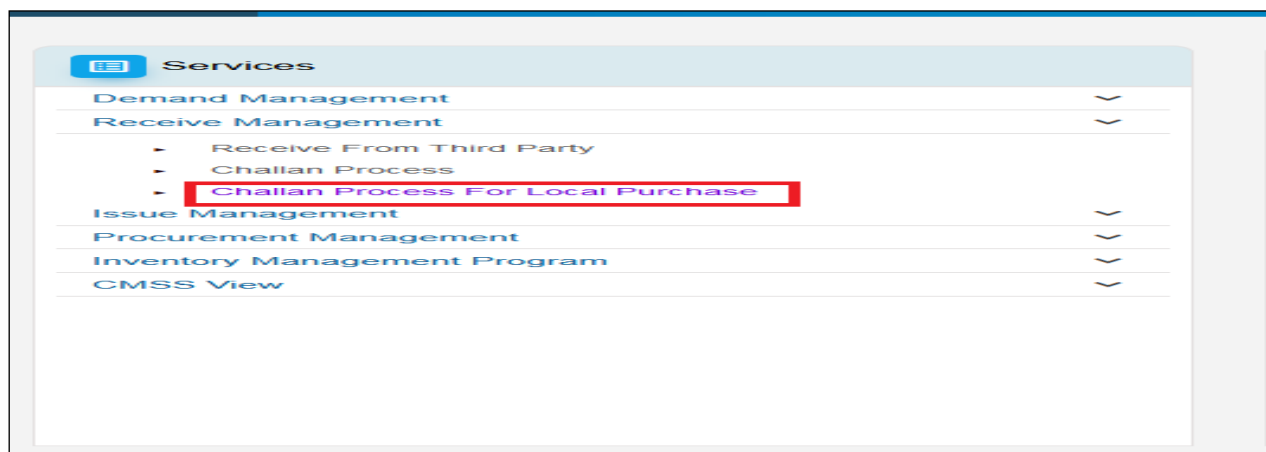 Services
Demand Management
Receive Management
Receive From Third Party
Challan Process
Challan Process For Local Purchase
Issue Management
Procurement Management
Inventory Management Program
CMSS View